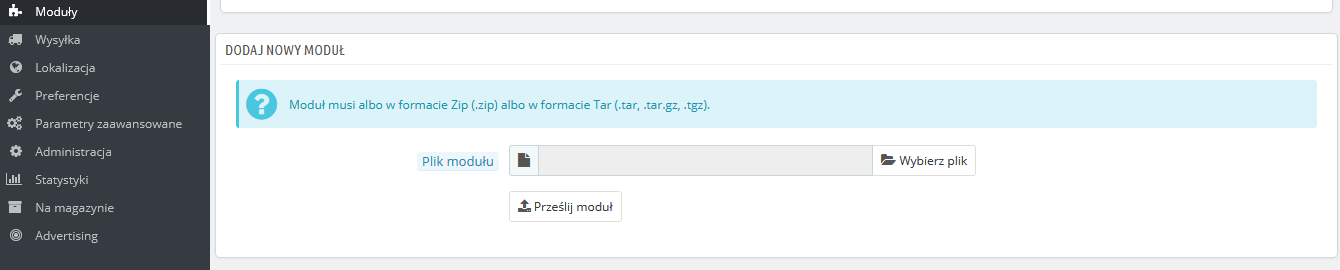 Moduły
Wysyłka
Lokalizacja
Preferencje
Parametry zaawansowane
Administracja
Statystyki
Na magazynie
Advertising
DODAJ NOWY MODUŁ
Moduł musi albo w formacie Zip (.zip) albo w formacie Tar (.tar, .tar.gz, .tgz).
Plik modułu
Wybierz plik
Prześlij moduł